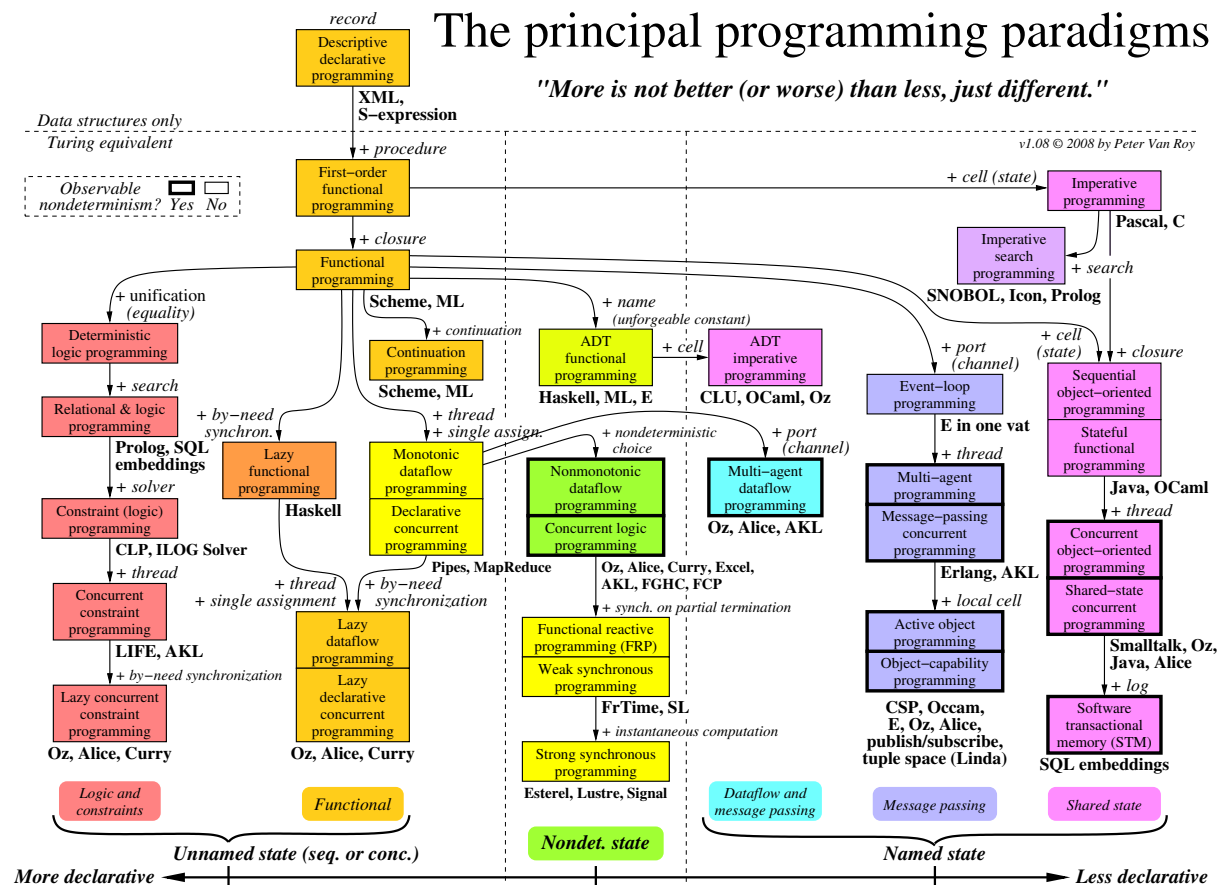 The principal programming paradigms
"More is not better (or worse) than less, just different."
v1.08 © 2008 by Peter Van Roy
record
Descriptive
declarative
programming
XML,
S−expression
Data structures only
Turing equivalent
+ procedure
Observable
nondeterminism? Yes No
First−order
functional
programming
+ cell (state)
Imperative
programming
Pascal, C
+ closure
Functional
programming
Scheme, ML
Imperative
search
programming
+ search
SNOBOL, Icon, Prolog
+ unification
(equality)
Deterministic
logic programming
+ search
Relational & logic
programming
Prolog, SQL
embeddings
+ solver
Constraint (logic)
programming
CLP, ILOG Solver
+ thread
Concurrent
constraint
programming
LIFE, AKL
+ by−need synchronization
Lazy concurrent
constraint
programming
Oz, Alice, Curry
+ continuation
Continuation
programming
Scheme, ML
+ by−need
synchron.
Lazy
functional
programming
Haskell
+ thread
+ single assign.
Monotonic
dataflow
programming
Declarative
concurrent
programming
Pipes, MapReduce
+ thread
+ single assignment
+ by−need
synchronization
Lazy
dataflow
programming
Lazy
declarative
concurrent
programming
Oz, Alice, Curry
+ name
(unforgeable constant)
ADT
functional
programming
Haskell, ML, E
+ cell
ADT
imperative
programming
CLU, OCaml, Oz
+ nondeterministic
choice
Nonmonotonic
dataflow
programming
Concurrent logic
programming
Oz, Alice, Curry, Excel,
AKL, FGHC, FCP
+ synch. on partial termination
Functional reactive
programming (FRP)
Weak synchronous
programming
FrTime, SL
+ instantaneous computation
Strong synchronous
programming
Esterel, Lustre, Signal
+ port
(channel)
Multi−agent
dataflow
programming
Oz, Alice, AKL
+ port
(channel)
Event−loop
programming
E in one vat
+ thread
Multi−agent
programming
Message−passing
concurrent
programming
Erlang, AKL
+ local cell
Active object
programming
Object−capability
programming
CSP, Occam,
E, Oz, Alice,
publish/subscribe,
tuple space (Linda)
+ cell
(state)
+ closure
Sequential
object−oriented
programming
Stateful
functional
programming
Java, OCaml
+ thread
Concurrent
object−oriented
programming
Shared−state
concurrent
programming
Smalltalk, Oz,
Java, Alice
+ log
Software
transactional
memory (STM)
SQL embeddings
Logic and
constraints
Functional
Dataflow and
message passing
Message passing
Shared state
Unnamed state (seq. or conc.)
Nondet. state
Named state
More declarative
Less declarative